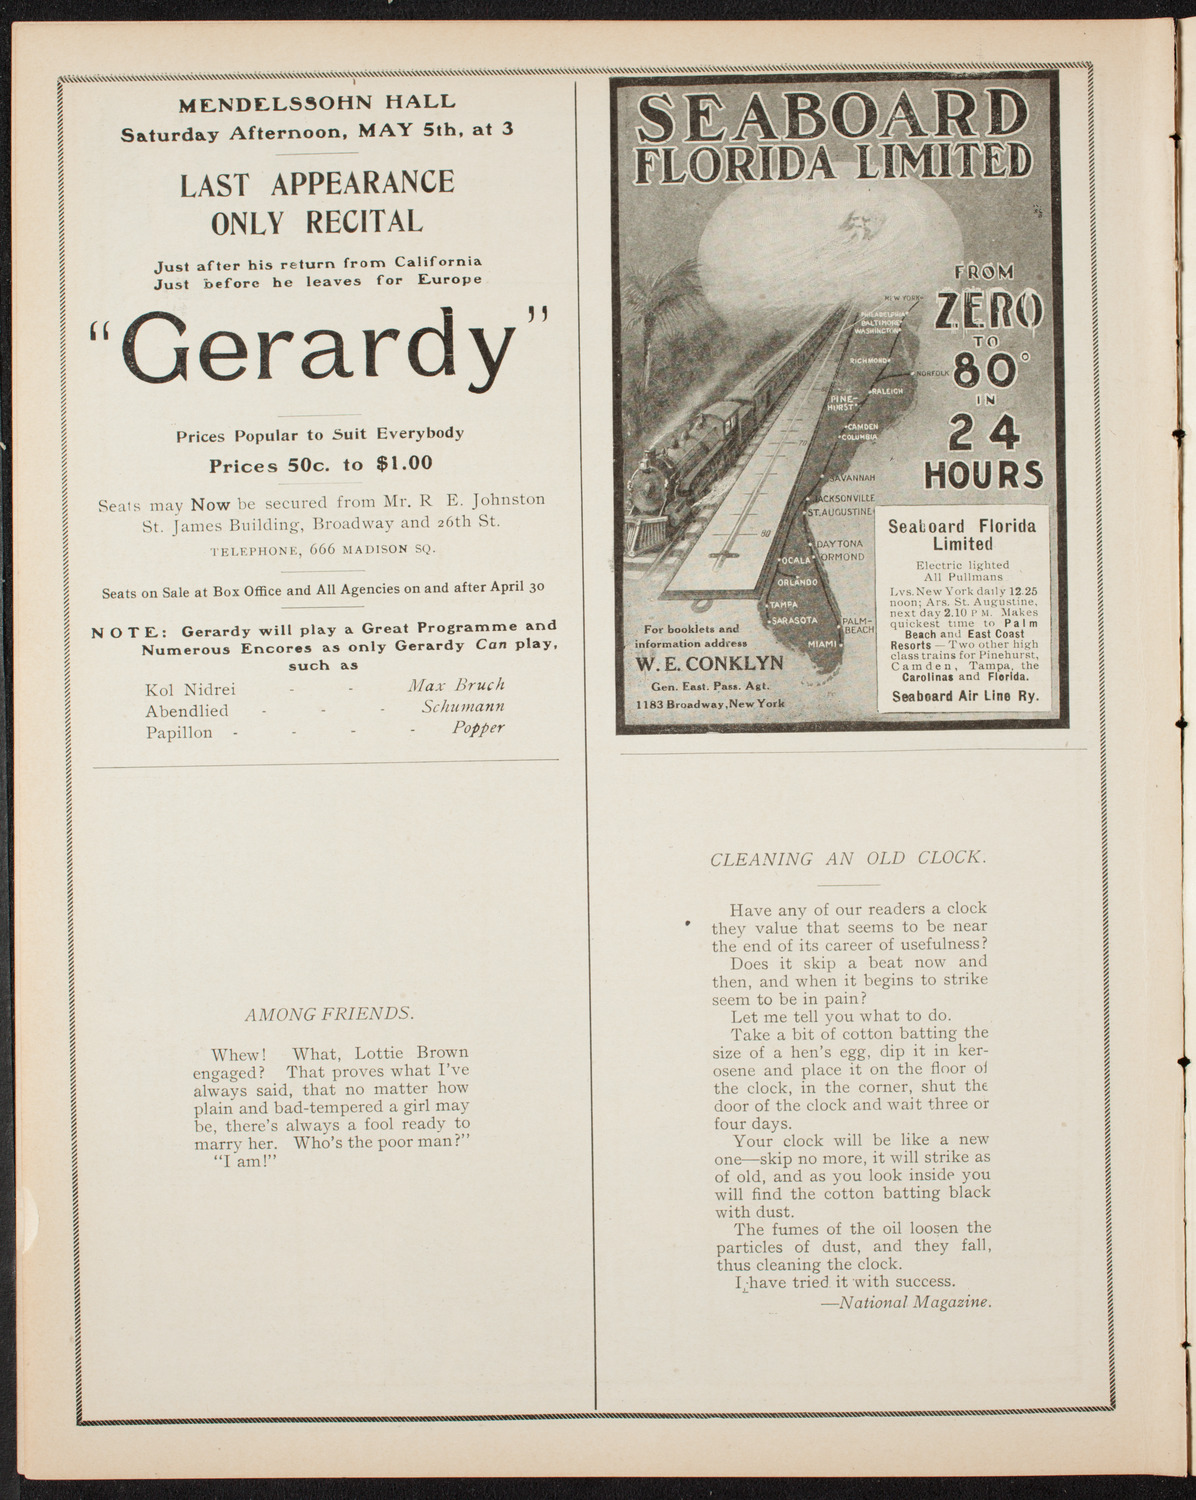 MENDELSSOHN HALL
Saturday Afternoon, MAY 5th, at 3
LAST APPEARANCE
ONLY RECITAL
Just after his return from California
Just before he leaves for Europe
“Gerardy”
Prices Popular to Suit Everybody
Prices 50c. to $1.00
Seats may Now be secured from Mr. R E. Johnston
St. James Building, Broadway and 26th St.
TELEPHONE, 666 MADISON SQ.
Seats on Sale at Box Office and All Agencies on and after April 30
NOTE: Gerardy will play a Great Programme and
Numerous Encores as only Gerardy Can play,
such as
Kol Nidrei - - Max Bruch
Abendlied - - - Schumann
Papillon - - - - Popper
AMONG FRIENDS.
Whew! What, Lottie Brown
engaged? That proves what I've
always said, that no matter how
plain and bad-tempered a girl may
be, there's always a fool ready to
marry her. Who's the poor man?”
“I am!”
SEABOARD
FLORIDA LIMITED
FROM
ZERO
TO
80°
IN
24
HOURS
NEW YORK
PHILADELPHIA
BALTIMORE
WASHINGTON
RICHMOND
NORFOLK
RALEIGH
PINE-
HURST
CAMDEN
COLUMBIA
70
SAVANNAH
JACKSONVILLE
ST. AUGUSTINE
80
DAYTONA
ORMOND
OCALA
ORLANDO
TAMPA
SARASOTA
PALM-
BEACH
MIAMI
For booklets and
information address
W. E. CONKLYN
Gen. East. Pass. Agt.
1183 Broadway, New York
Seaboard Florida
Limited
Electric lighted
All Pullmans
Lvs. New York daily 12.25
noon; Ars. St. Augustine,
next day 2.10 P M. Makes
quickest time to Palm
Beach and East Coast
Resorts — Two other high
class trains for Pinehurst,
Camden, Tampa, the
Carolinas and Florida.
Seaboard Air Line Ry.
CLEANING AN OLD CLOCK.
Have any of our readers a clock
they value that seems to be near
the end of its career of usefulness?
Does it skip a beat now and
then, and when it begins to strike
seem to be in pain?
Let me tell you what to do.
Take a bit of cotton batting the
size of a hen's egg, dip it in ker-
osene and place it on the floor of
the clock, in the corner, shut the
door of the clock and wait three or
four days.
Your clock will be like a new
one—skip no more, it will strike as
of old, and as you look inside you
will find the cotton batting black
with dust.
The fumes of the oil loosen the
particles of dust, and they fall,
thus cleaning the clock.
I have tried it with success.
—National Magazine.